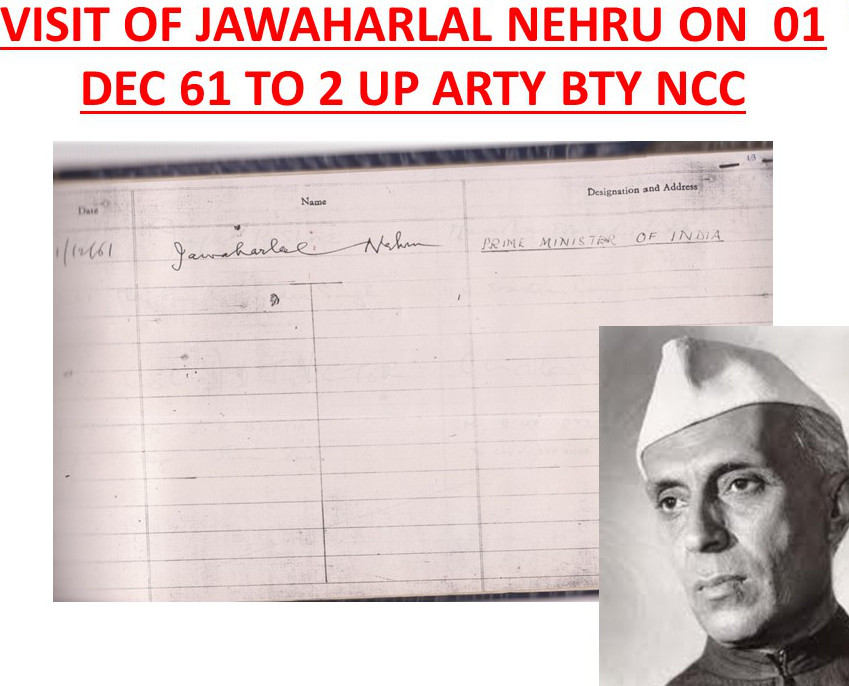 VISIT OF JAWAHARLAL NEHRU ON 01
DEC 61 TO 2 UP ARTY BTY NCC
Date Name Designation and Address
1/12/61 Jawaharlal Nehru PRIME MINISTER OF INDIA